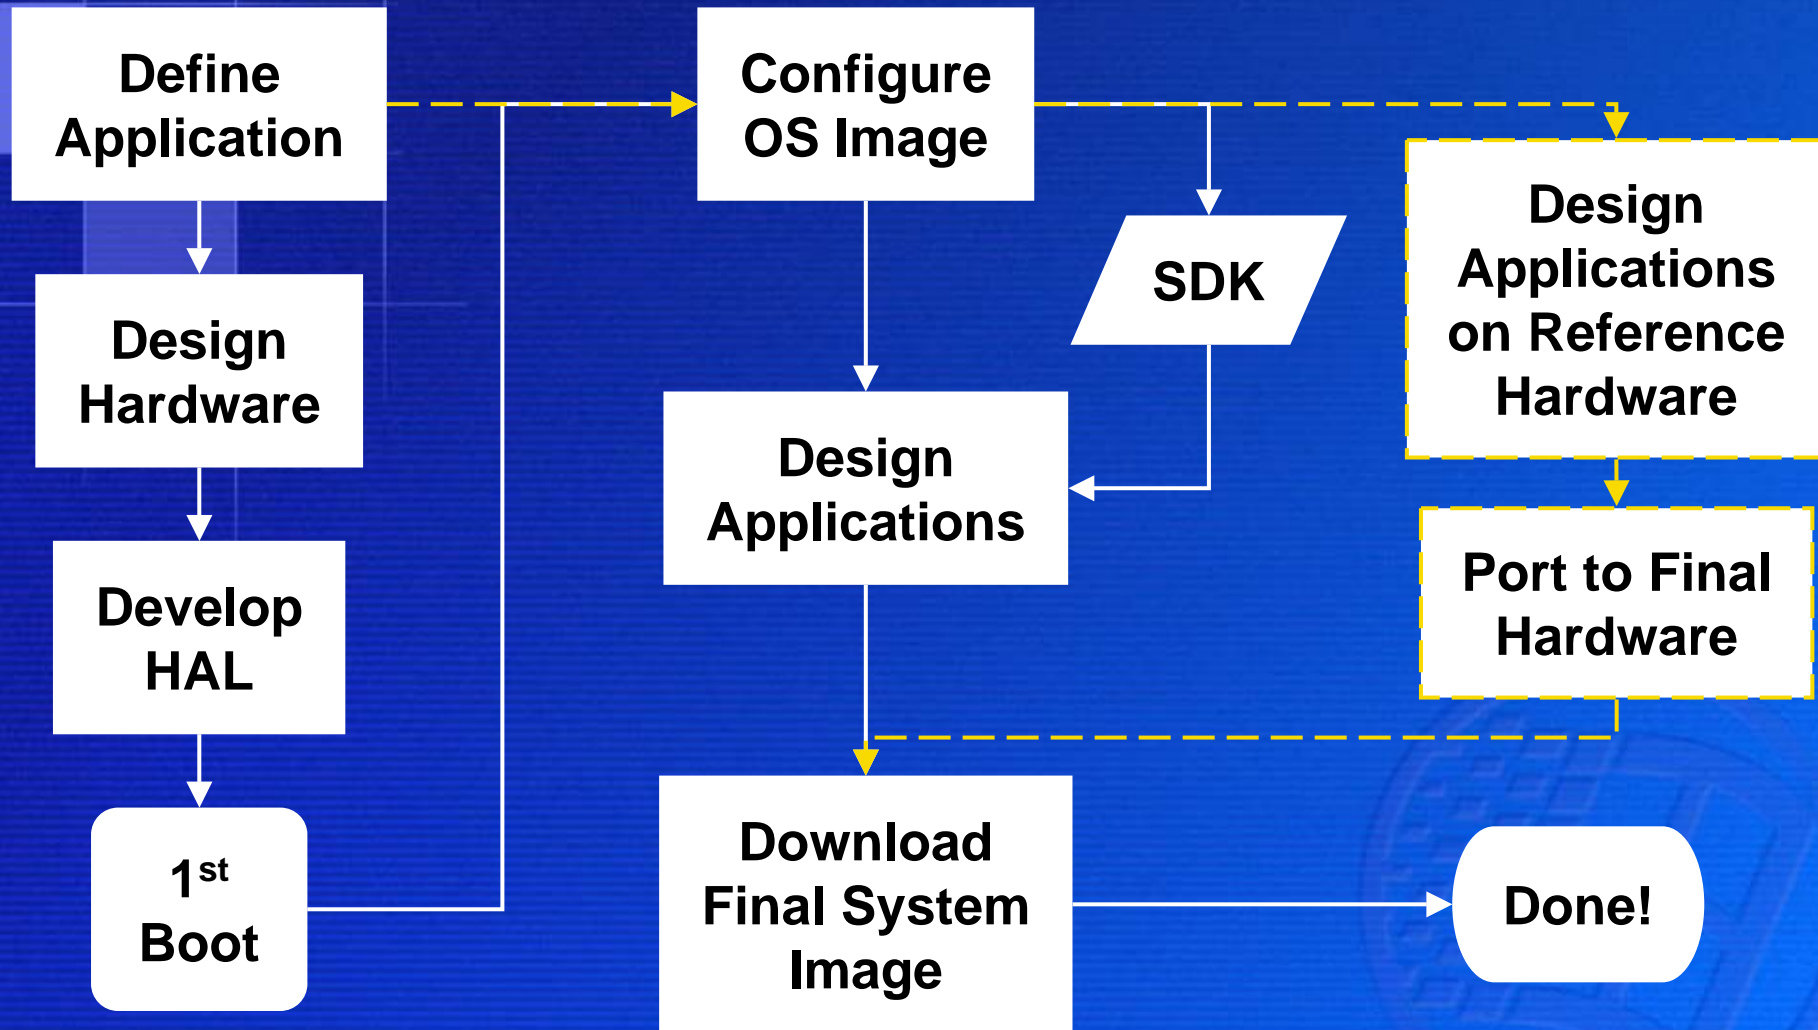 Define
Application
Design
Hardware
Develop
HAL
1st
Boot
Configure
OS Image
SDK
Design
Applications
Download
Final System
Image
Design
Applications
on Reference
Hardware
Port to Final
Hardware
Done!